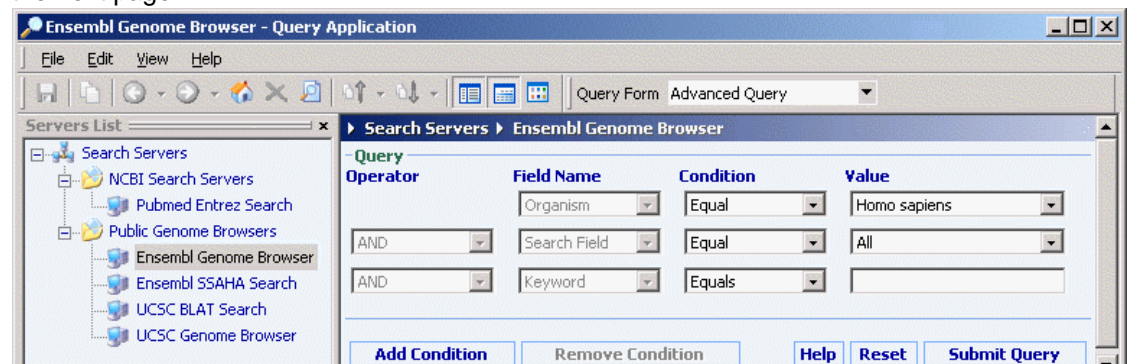 Ensembl Genome Browser - Query Application
File Edit View Help
Query Form Advanced Query
Servers List x
Search Servers
NCBI Search Servers
Pubmed Entrez Search
Public Genome Browsers
Ensembl Genome Browser
Ensembl SSAHA Search
UCSC BLAT Search
UCSC Genome Browser
Search Servers Ensembl Genome Browser
Query
Operator Field Name Condition Value
Organism Equal Homo sapiens
AND Search Field Equal All
AND Keyword Equals
Add Condition Remove Condition Help Reset Submit Query